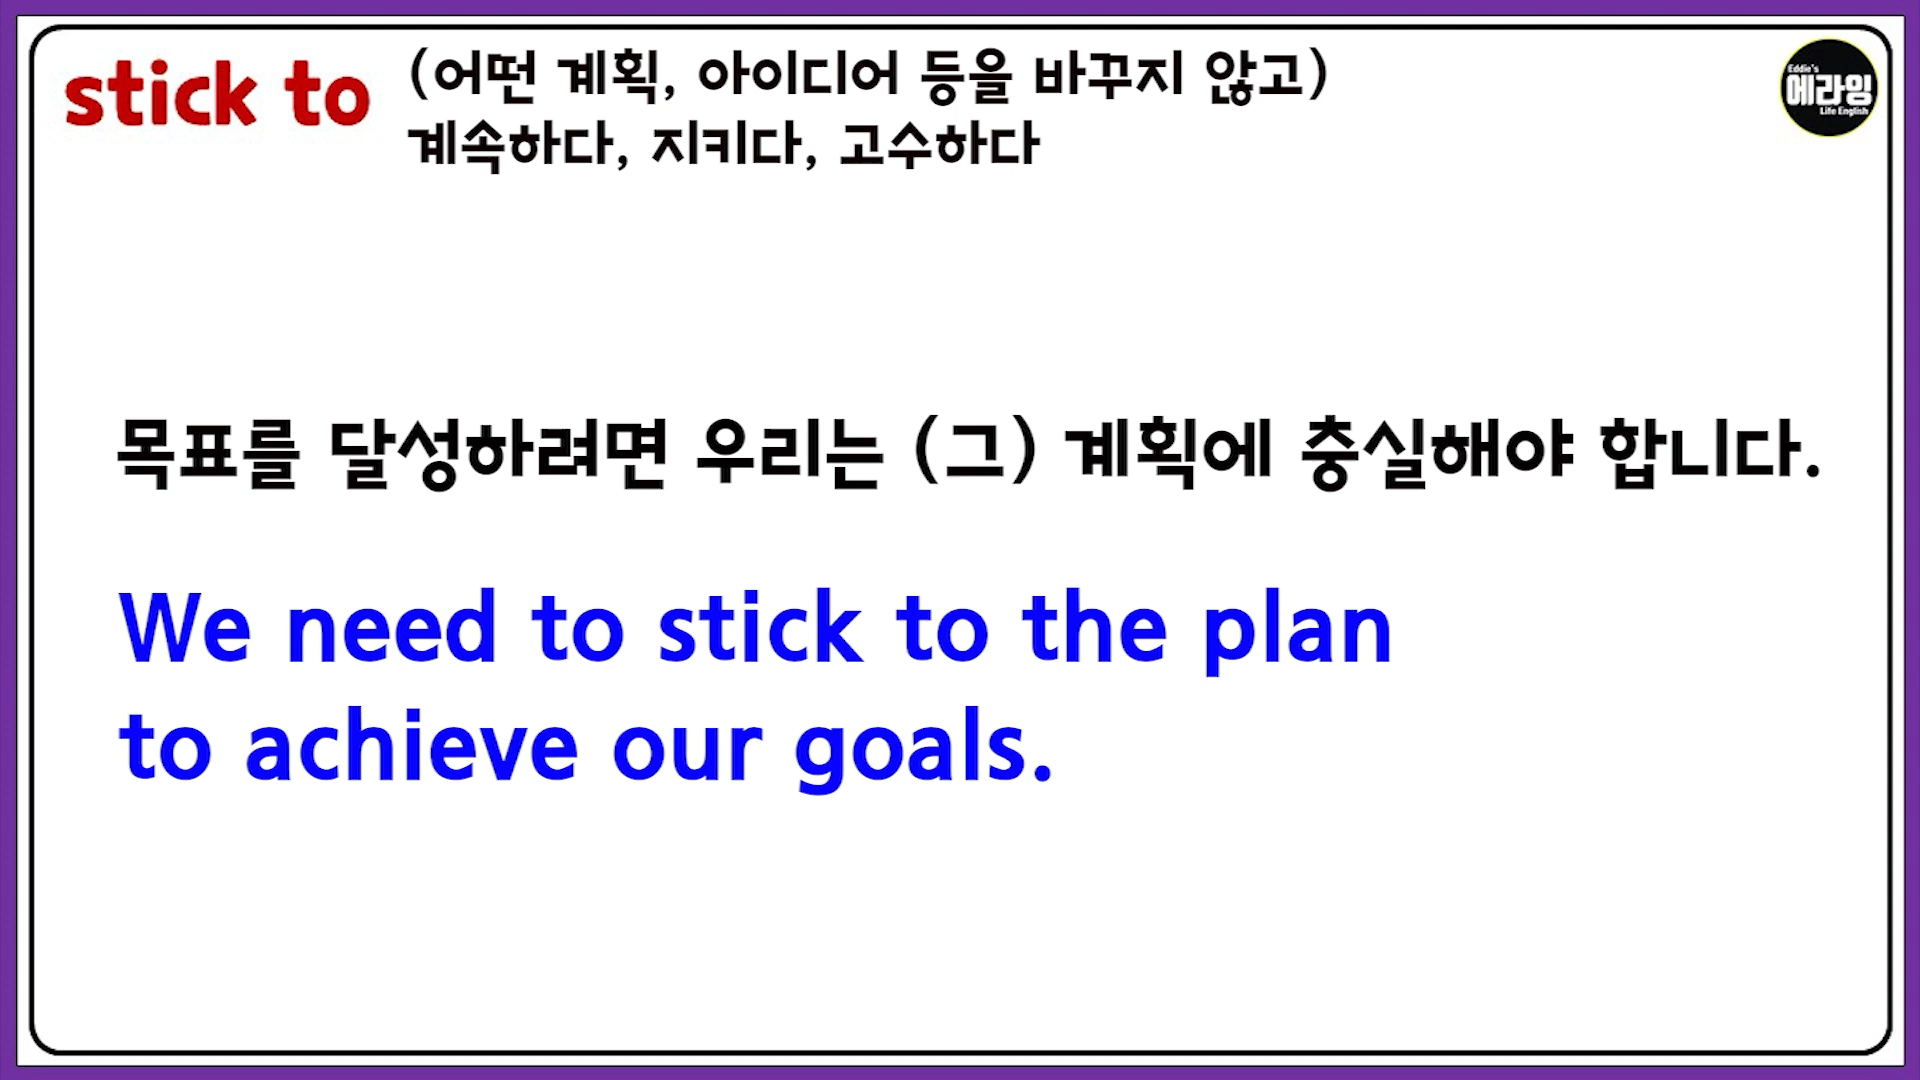 stick to
(어떤 계획, 아이디어 등을 바꾸지 않고)
계속하다, 지키다, 고수하다
Eddie's
에라잉
Life English
목표를 달성하려면 우리는 (그) 계획에 충실해야 합니다.
We need to stick to the plan
to achieve our goals.